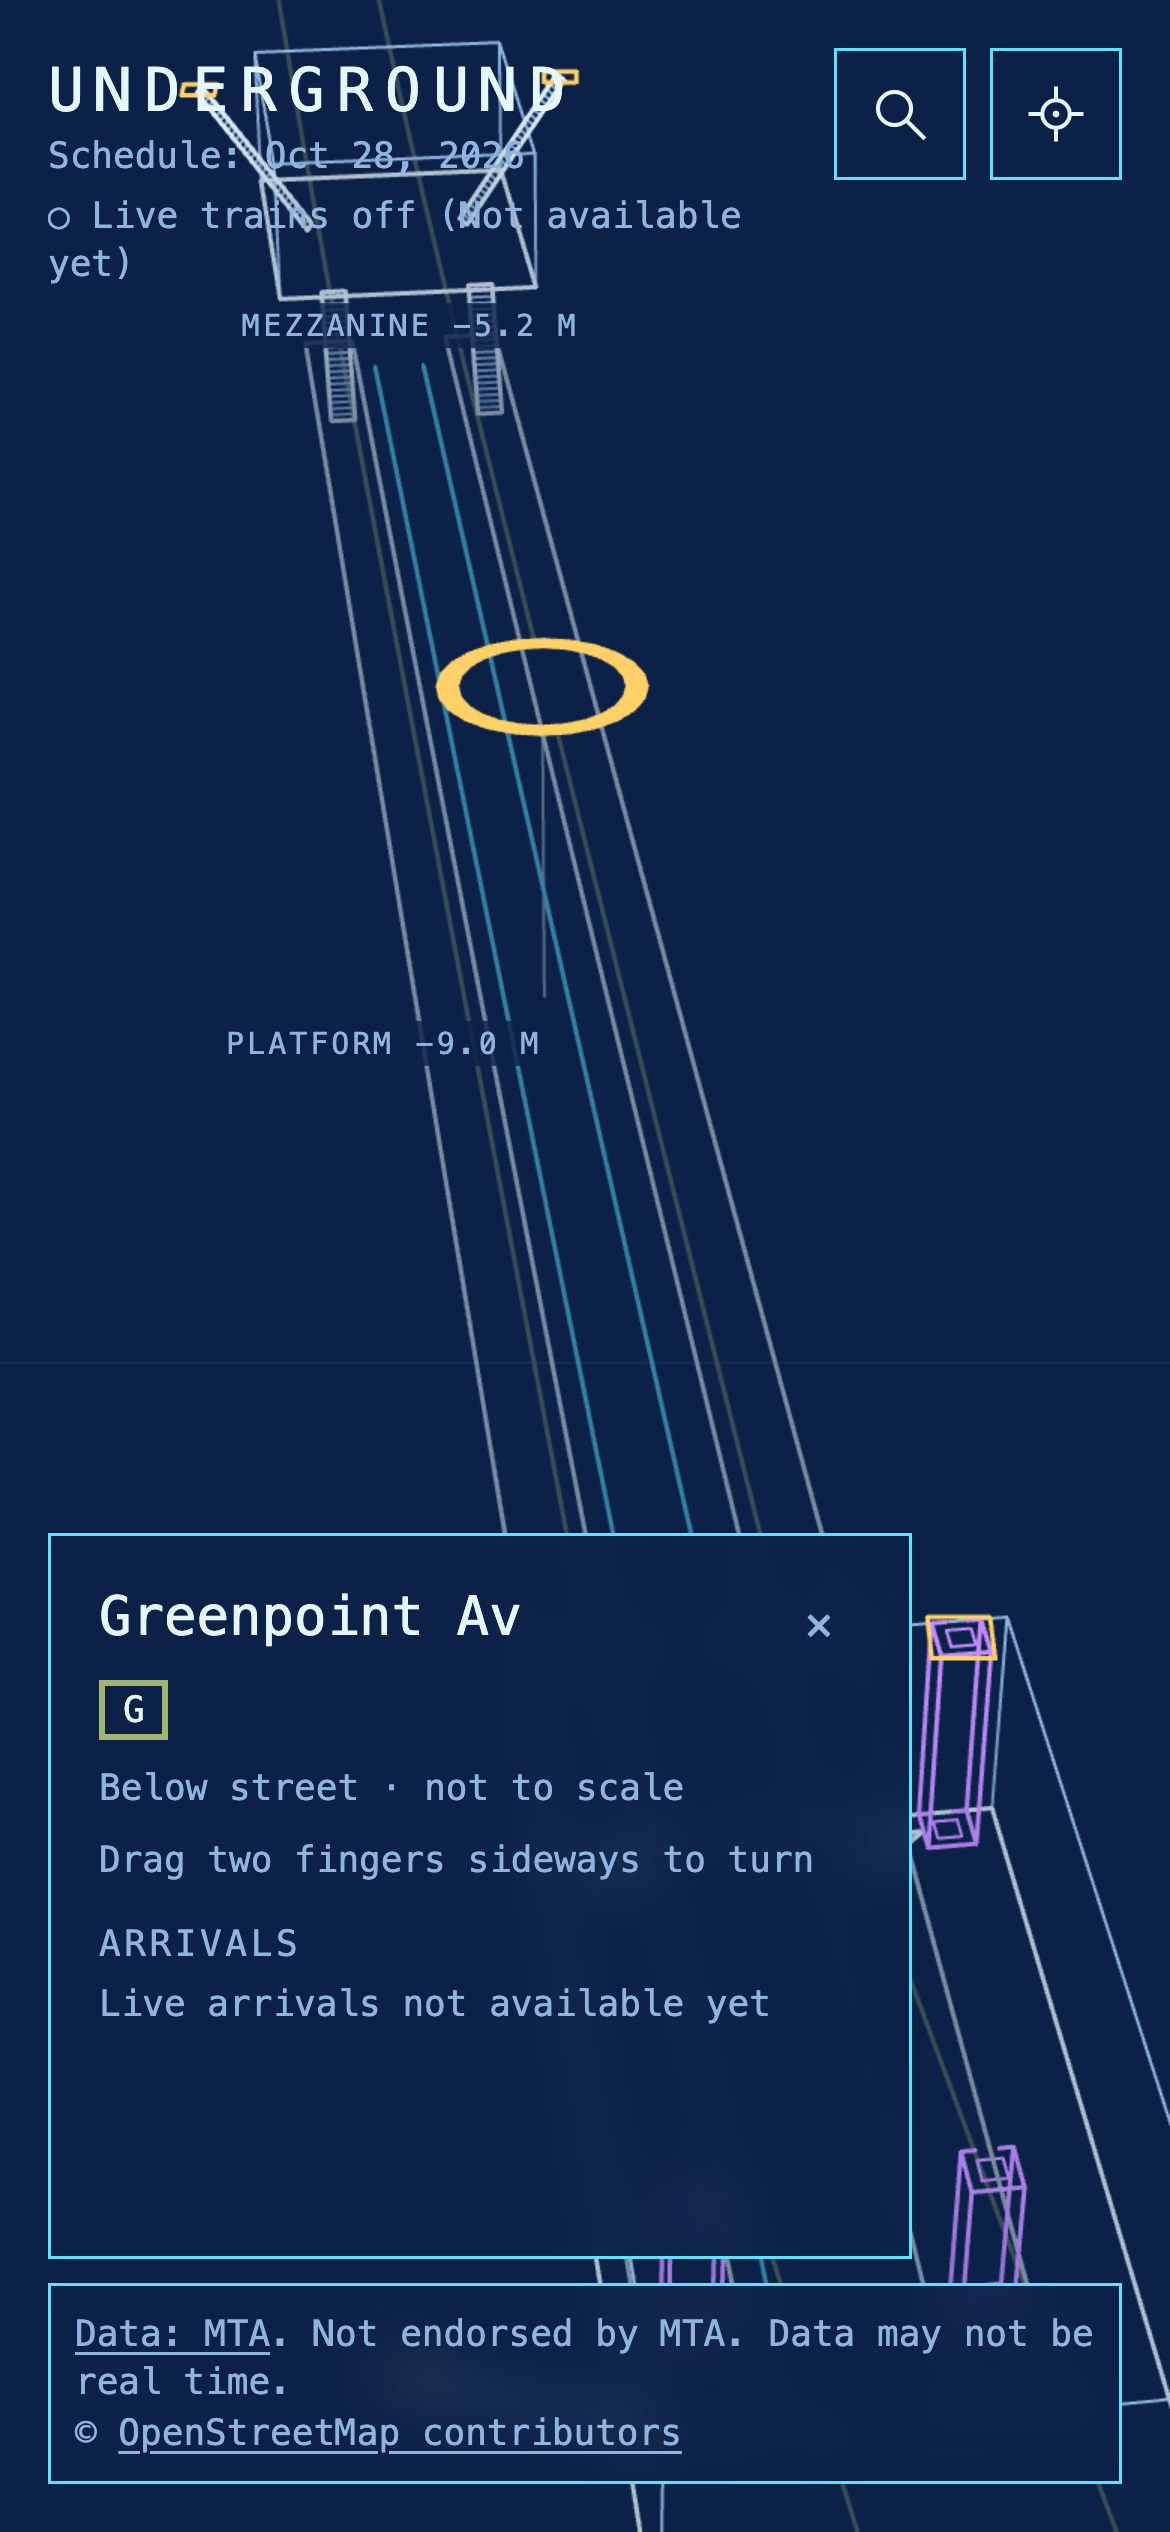 UNDERGROUND
Schedule: Oct 28, 2026
○ Live trains off (Not available
yet)
MEZZANINE −5.2 M
PLATFORM −9.0 M
Greenpoint Av
×
G
Below street · not to scale
Drag two fingers sideways to turn
ARRIVALS
Live arrivals not available yet
Data: MTA. Not endorsed by MTA. Data may not be
real time.
© OpenStreetMap contributors